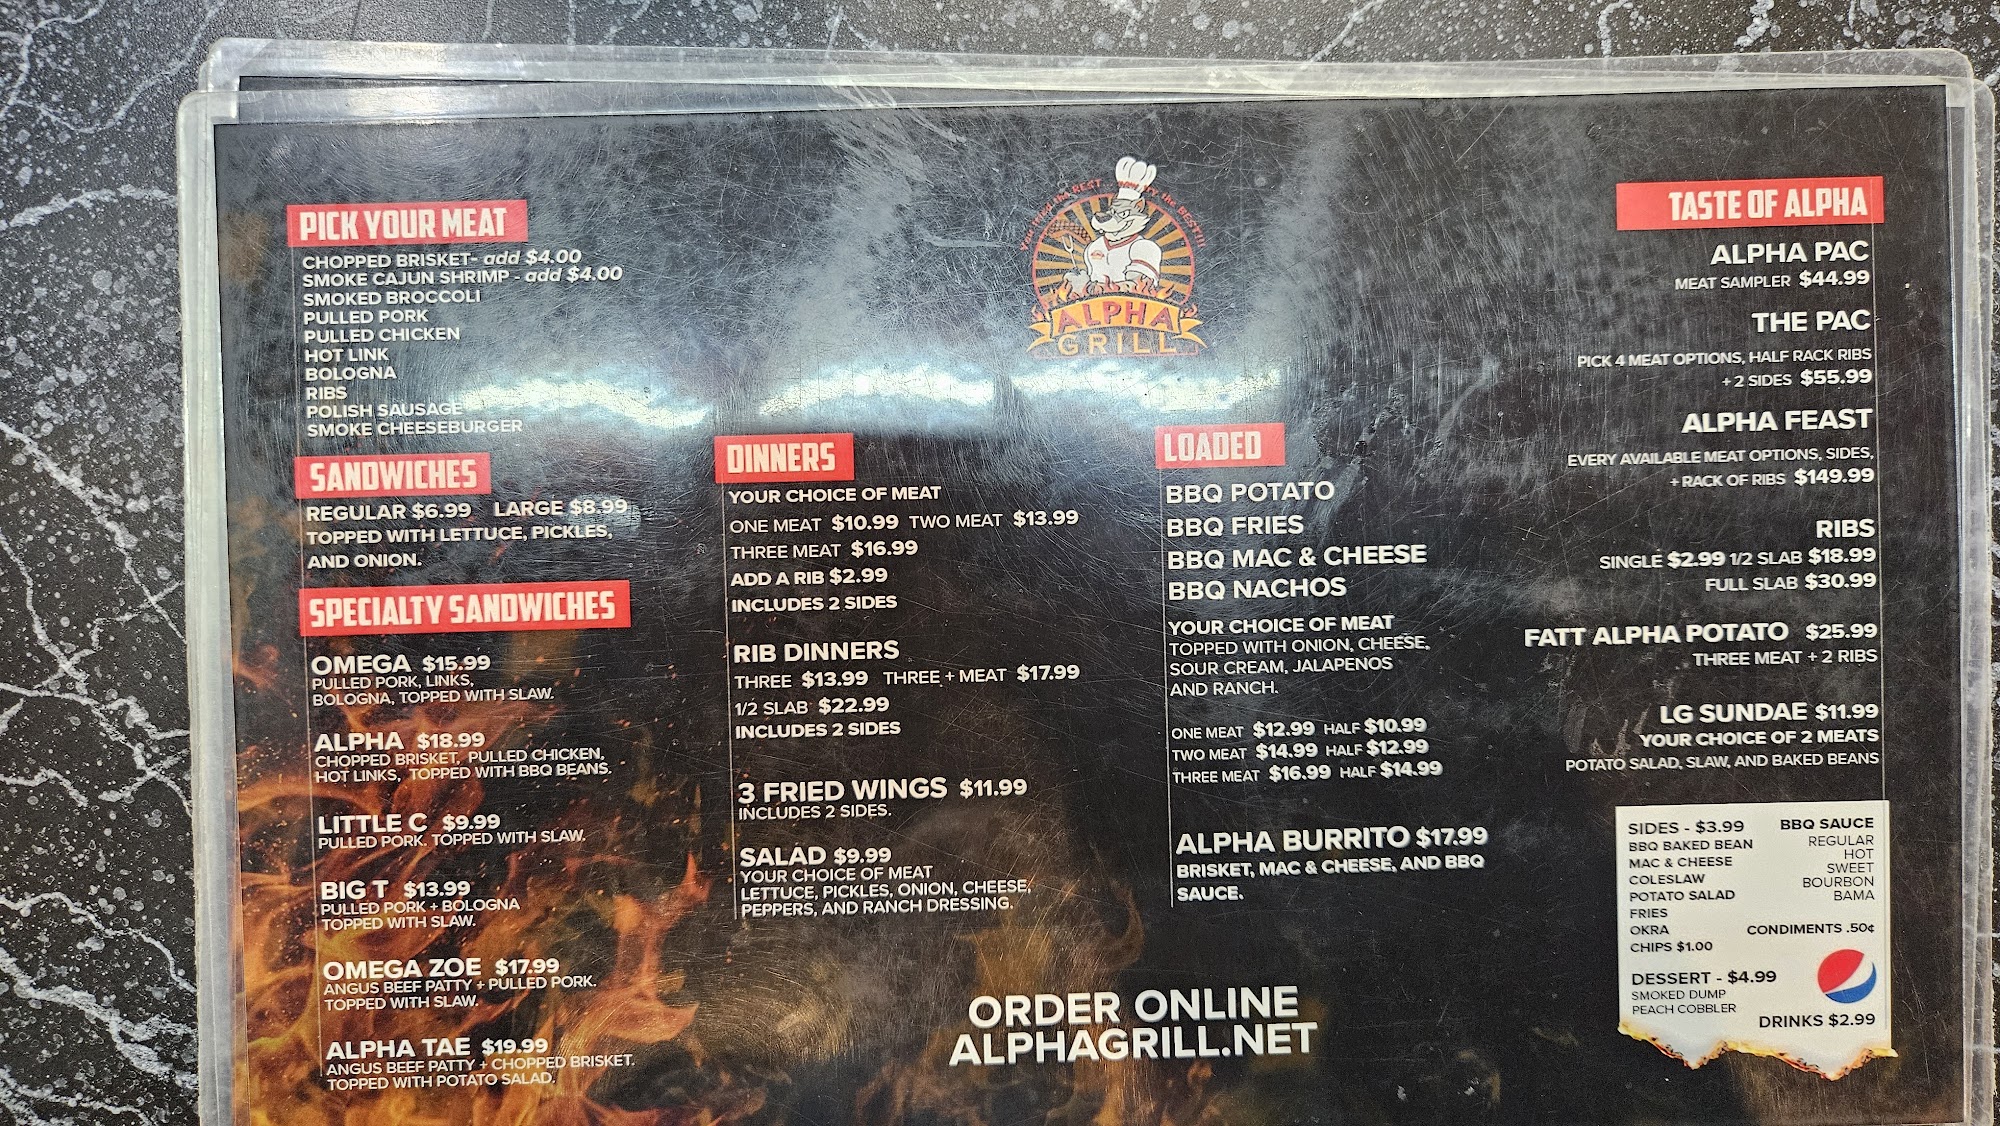 PICK YOUR MEAT
CHOPPED BRISKET- add $4.00
SMOKE CAJUN SHRIMP - add $4.00
SMOKED BROCCOLI
PULLED PORK
PULLED CHICKEN
HOT LINK
BOLOGNA
RIBS
POLISH SAUSAGE
SMOKE CHEESEBURGER
SANDWICHES
REGULAR $6.99 LARGE $8.99
TOPPED WITH LETTUCE, PICKLES,
AND ONION.
SPECIALTY SANDWICHES
OMEGA $15.99
PULLED PORK, LINKS,
BOLOGNA, TOPPED WITH SLAW.
ALPHA $18.99
CHOPPED BRISKET, PULLED CHICKEN,
HOT LINKS, TOPPED WITH BBQ BEANS.
LITTLE C $9.99
PULLED PORK. TOPPED WITH SLAW.
BIG T $13.99
PULLED PORK + BOLOGNA
TOPPED WITH SLAW.
OMEGA ZOE $17.99
ANGUS BEEF PATTY + PULLED PORK.
TOPPED WITH SLAW.
ALPHA TAE $19.99
ANGUS BEEF PATTY + CHOPPED BRISKET.
TOPPED WITH POTATO SALAD.
ALPHA
GRILL
DINNERS
YOUR CHOICE OF MEAT
ONE MEAT $10.99 TWO MEAT $13.99
THREE MEAT $16.99
ADD A RIB $2.99
INCLUDES 2 SIDES
RIB DINNERS
THREE $13.99 THREE + MEAT $17.99
1/2 SLAB $22.99
INCLUDES 2 SIDES
3 FRIED WINGS $11.99
INCLUDES 2 SIDES.
SALAD $9.99
YOUR CHOICE OF MEAT
LETTUCE, PICKLES, ONION, CHEESE,
PEPPERS, AND RANCH DRESSING.
LOADED
BBQ POTATO
BBQ FRIES
BBQ MAC & CHEESE
BBQ NACHOS
YOUR CHOICE OF MEAT
TOPPED WITH ONION, CHEESE,
SOUR CREAM, JALAPENOS
AND RANCH.
ONE MEAT $12.99 HALF $10.99
TWO MEAT $14.99 HALF $12.99
THREE MEAT $16.99 HALF $14.99
ALPHA BURRITO $17.99
BRISKET, MAC & CHEESE, AND BBQ
SAUCE.
ORDER ONLINE
ALPHAGRILL.NET
TASTE OF ALPHA
ALPHA PAC
MEAT SAMPLER $44.99
THE PAC
PICK 4 MEAT OPTIONS, HALF RACK RIBS
+ 2 SIDES $55.99
ALPHA FEAST
EVERY AVAILABLE MEAT OPTIONS, SIDES,
+ RACK OF RIBS $149.99
RIBS
SINGLE $2.99 1/2 SLAB $18.99
FULL SLAB $30.99
FATT ALPHA POTATO $25.99
THREE MEAT + 2 RIBS
LG SUNDAE $11.99
YOUR CHOICE OF 2 MEATS
POTATO SALAD, SLAW, AND BAKED BEANS
SIDES - $3.99
BBQ BAKED BEAN
MAC & CHEESE
COLESLAW
POTATO SALAD
FRIES
OKRA
CHIPS $1.00
DESSERT - $4.99
SMOKED DUMP
PEACH COBBLER
BBQ SAUCE
REGULAR
HOT
SWEET
BOURBON
BAMA
CONDIMENTS .50¢
DRINKS $2.99